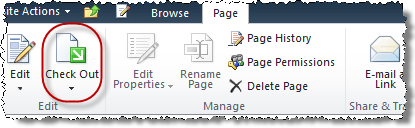 ite Actions Browse Page
Edit
Check Out
Edit
Properties
Rename
Page
Page History
Page Permissions
Delete Page
E-mail a
Link
Edit
Manage
Share & Tra